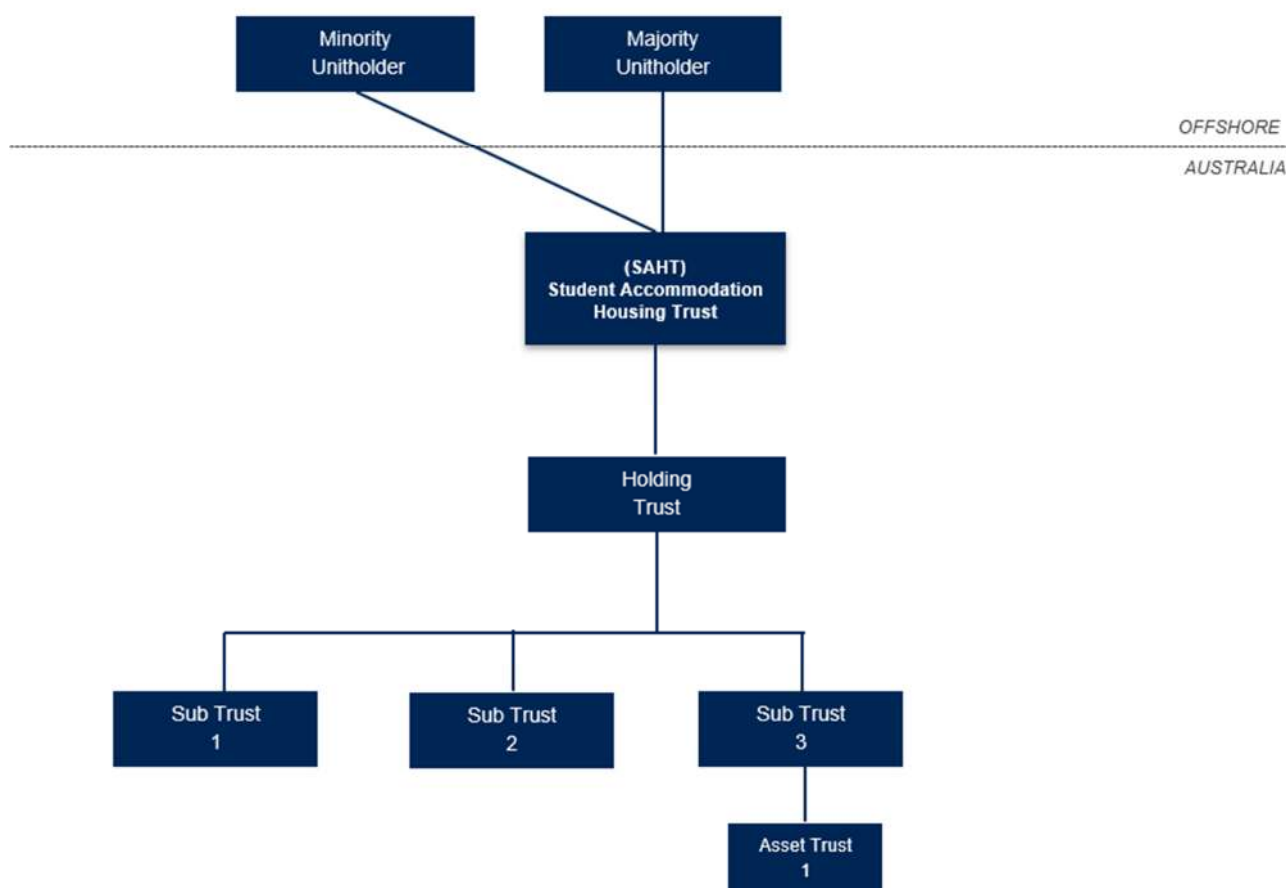 Minority
Unitholder
Majority
Unitholder
OFFSHORE
AUSTRALIA
(SAHT)
Student Accommodation
Housing Trust
Holding
Trust
Sub Trust
1
Sub Trust
2
Sub Trust
3
Asset Trust
1